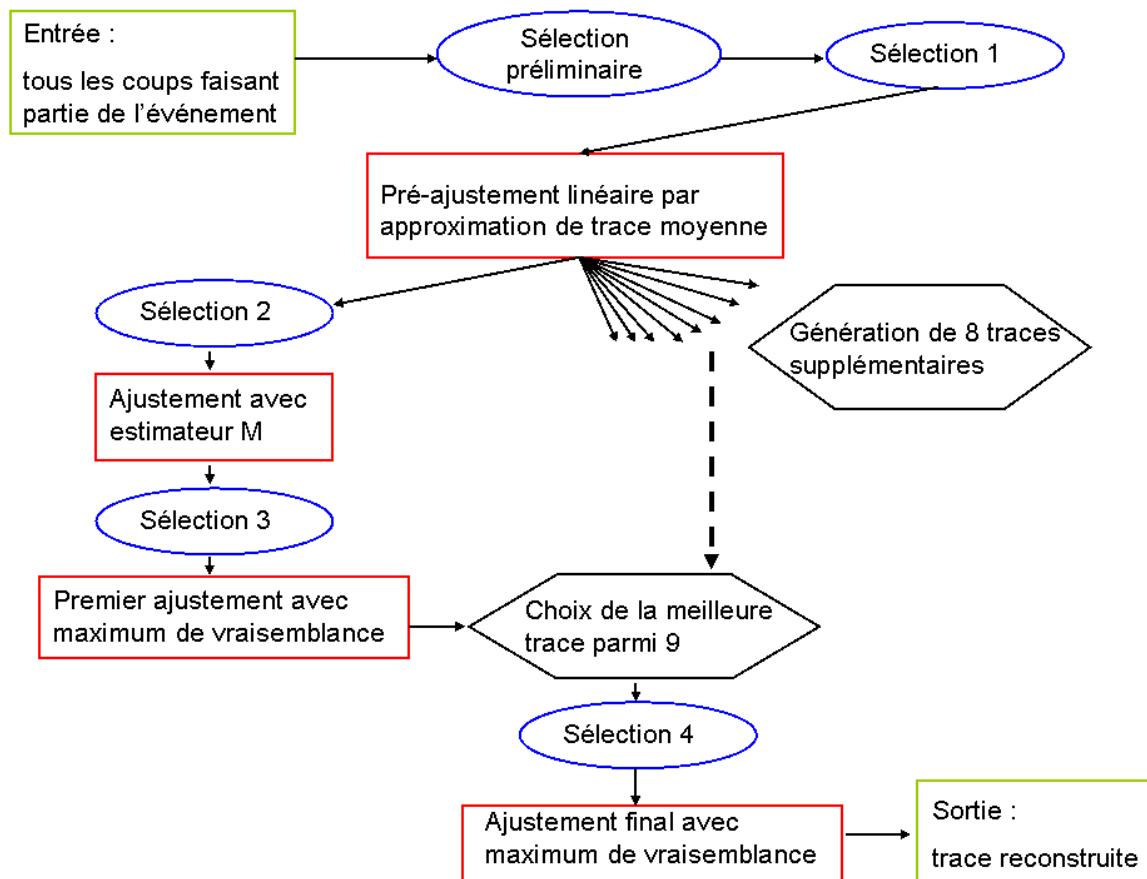 Entrée :
tous les coups faisant
partie de l'événement
Sélection
préliminaire
Sélection 1
Pré-ajustement linéaire par
approximation de trace moyenne
Sélection 2
Génération de 8 traces
supplémentaires
Ajustement avec
estimateur M
Sélection 3
Premier ajustement avec
maximum de vraisemblance
Choix de la meilleure
trace parmi 9
Sélection 4
Ajustement final avec
maximum de vraisemblance
Sortie :
trace reconstruite